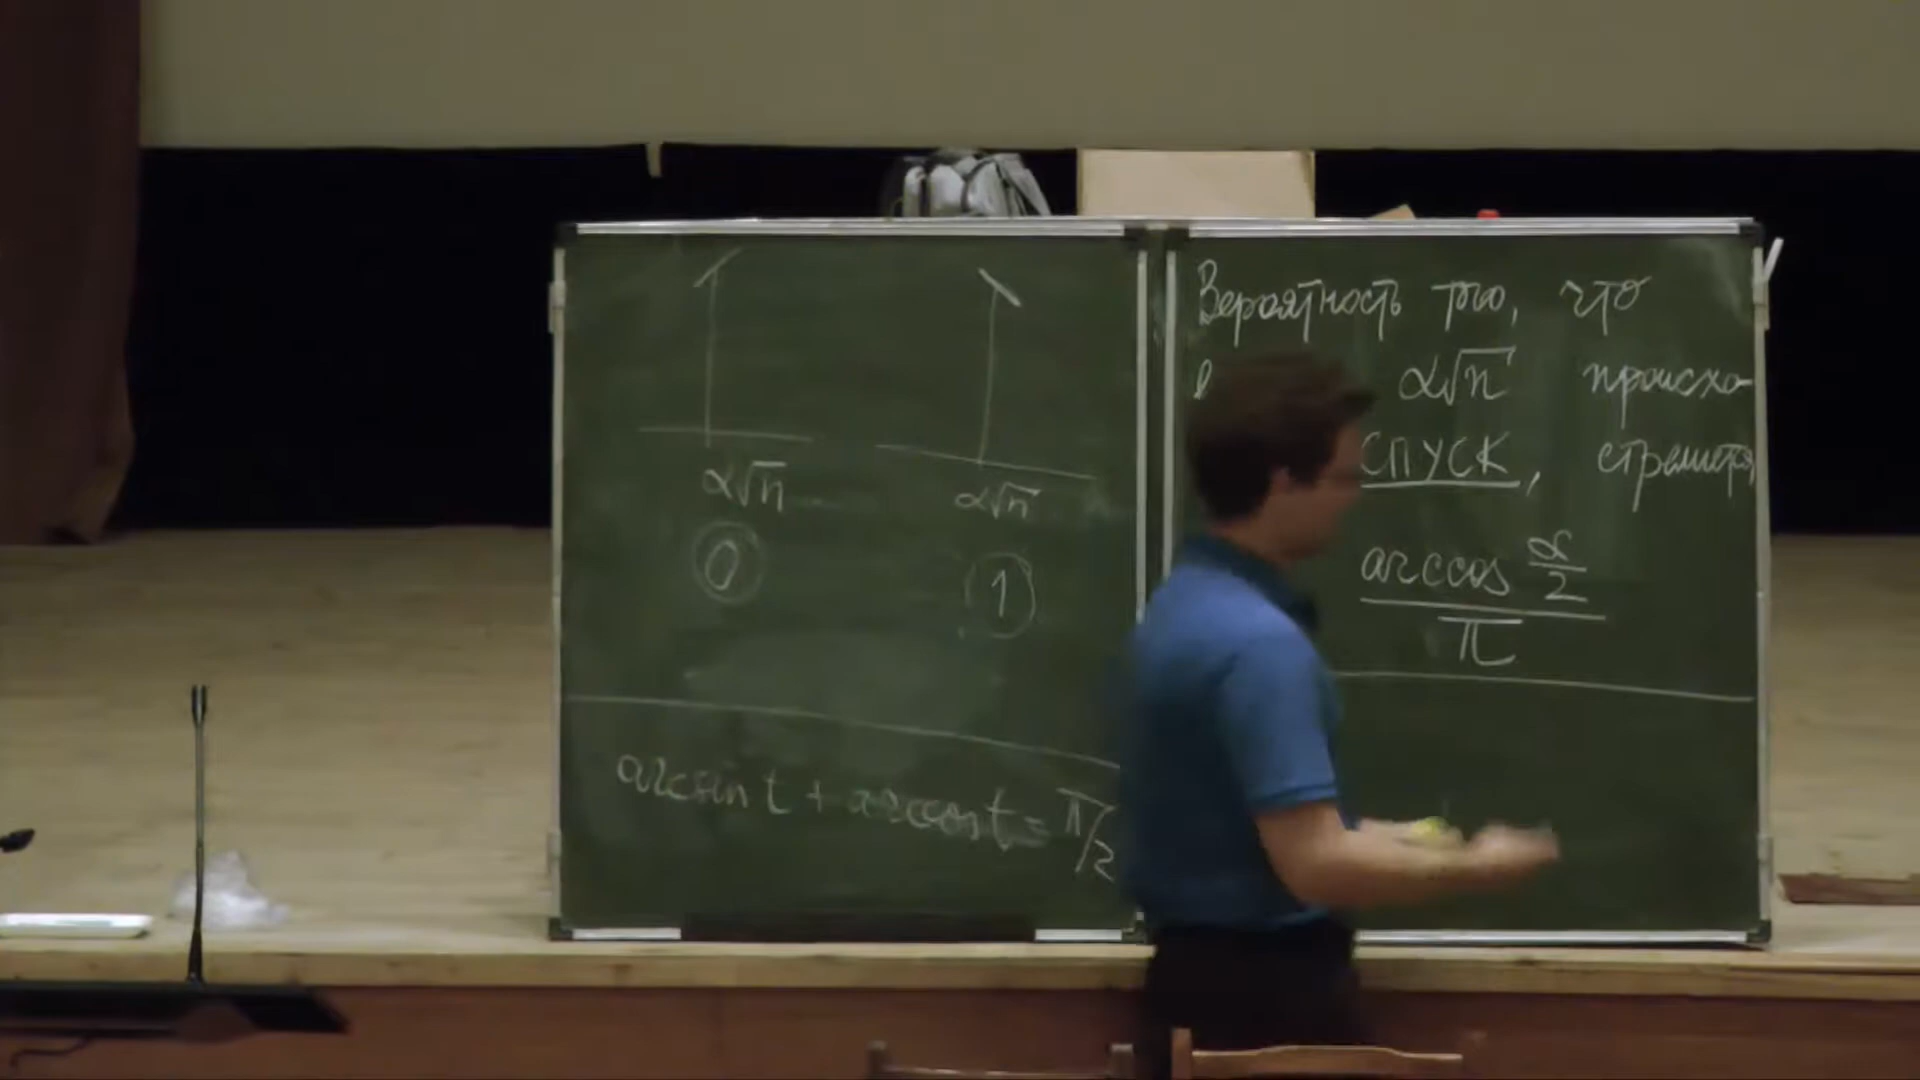 α√n
α√n
0
1
arcsin t + arccos t = π/2
Вероятность того, что
в α√n происхо-
СПУСК, стремится
arccos α/2
π